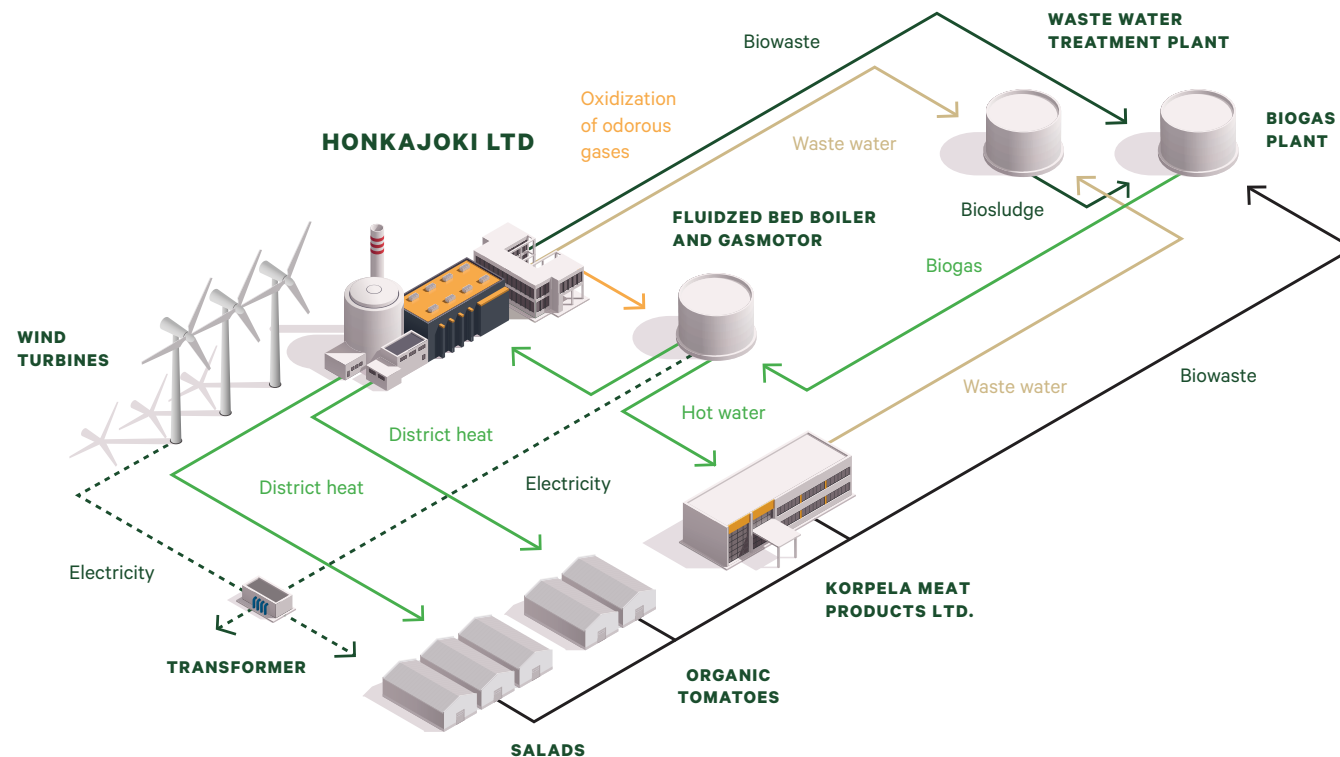 WASTE WATER
TREATMENT PLANT
Biowaste
BIOGAS
PLANT
Oxidization
of odorous
gases
HONKAJOKI LTD
Waste water
Biosludge
FLUIDZED BED BOILER
AND GASMOTOR
Biogas
WIND
TURBINES
Waste water
Biowaste
Hot water
District heat
District heat
Electricity
Electricity
KORPELA MEAT
PRODUCTS LTD.
TRANSFORMER
ORGANIC
TOMATOES
SALADS